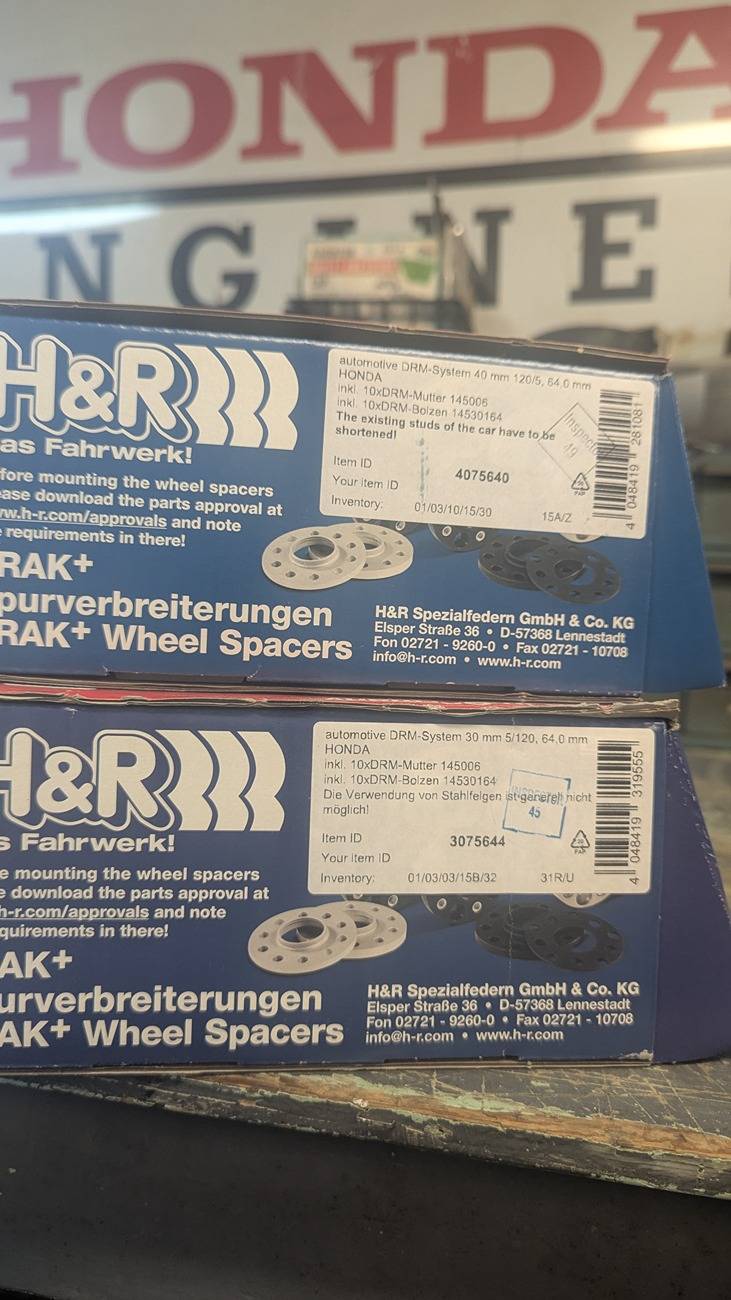 HONDA
NGINE
H&R
as Fahrwerk!
fore mounting the wheel spacers
ease download the parts approval at
w.h-r.com/approvals and note
requirements in there!
RAK+
purverbreiterungen
RAK+ Wheel Spacers
automotive DRM-System 40 mm 120/5, 64,0 mm
HONDA
inkl. 10xDRM-Mutter 145006
inkl. 10xDRM-Bolzen 14530164
The existing studs of the car have to be
shortened!
Item ID
4075640
Your item ID
Inventory: 01/03/10/15/30 15A/Z
4 048419 281081
H&R Spezialfedern GmbH & Co. KG
Elsper Straße 36 • D-57368 Lennestadt
Fon 02721 - 9260-0 • Fax 02721 - 10708
info@h-r.com • www.h-r.com
H&R
s Fahrwerk!
e mounting the wheel spacers
e download the parts approval at
h-r.com/approvals and note
quirements in there!
AK+
urverbreiterungen
AK+ Wheel Spacers
automotive DRM-System 30 mm 5/120, 64,0 mm
HONDA
inkl. 10xDRM-Mutter 145006
inkl. 10xDRM-Bolzen 14530164
Die Verwendung von Stahlfelgen ist generell nicht
möglich!
45
Item ID 3075644
Your item ID
Inventory: 01/03/03/15B/32 31R/U
4 048419 319555
H&R Spezialfedern GmbH & Co. KG
Elsper Straße 36 • D-57368 Lennestadt
Fon 02721 - 9260-0 • Fax 02721 - 10708
info@h-r.com • www.h-r.com